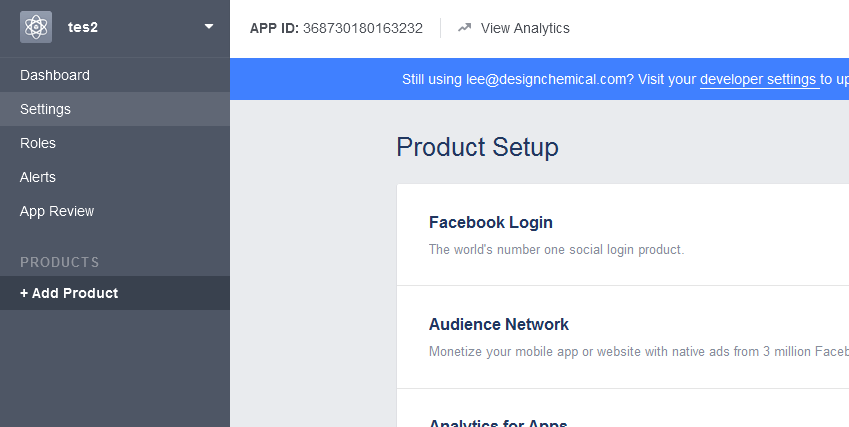 tes2
APP ID: 368730180163232
View Analytics
Dashboard
Settings
Roles
Alerts
App Review
PRODUCTS
+ Add Product
Still using lee@designchemical.com? Visit your developer settings to up
Product Setup
Facebook Login
The world's number one social login product.
Audience Network
Monetize your mobile app or website with native ads from 3 million Faceb
Analytics for Apps